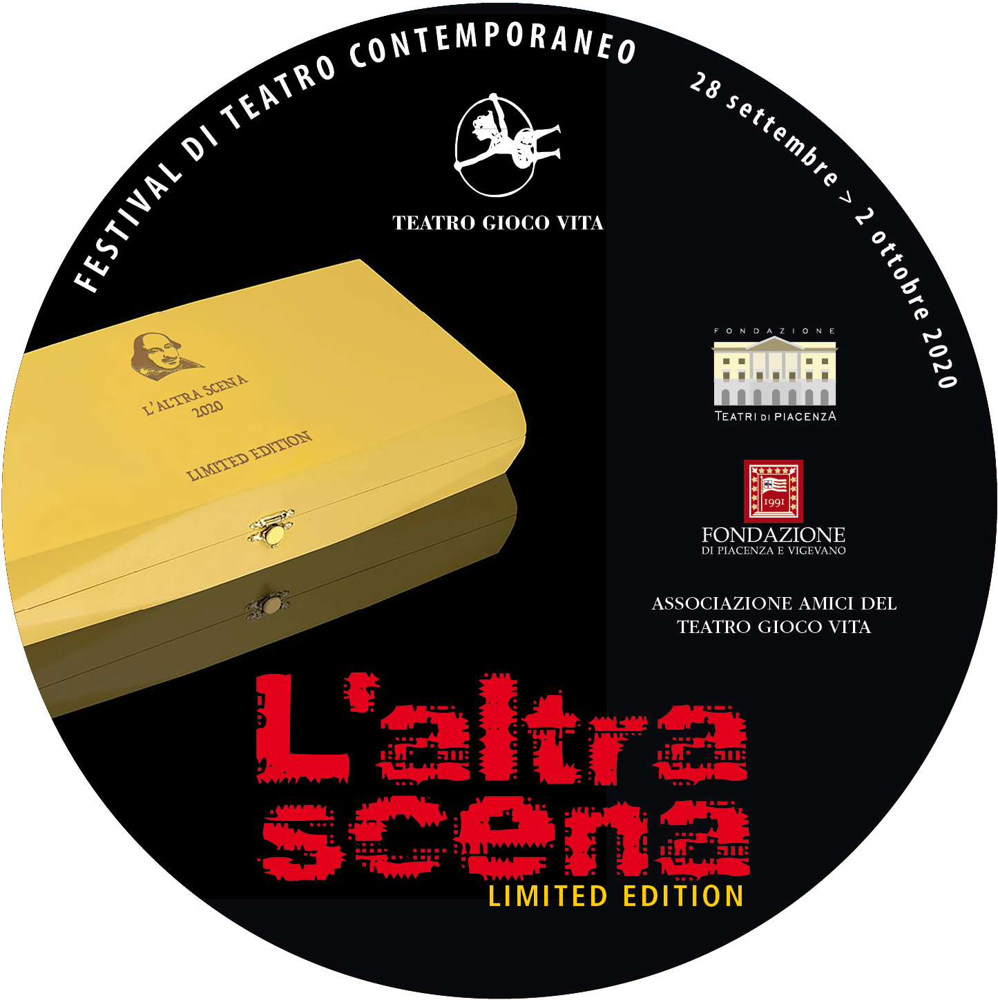 FESTIVAL DI TEATRO CONTEMPORANEO
28 settembre > 2 ottobre 2020
TEATRO GIOCO VITA
L'ALTRA SCENA
2020
LIMITED EDITION
FONDAZIONE
TEATRI DI PIACENZA
1991
FONDAZIONE
DI PIACENZA E VIGEVANO
ASSOCIAZIONE AMICI DEL
TEATRO GIOCO VITA
L'altra
scena
LIMITED EDITION